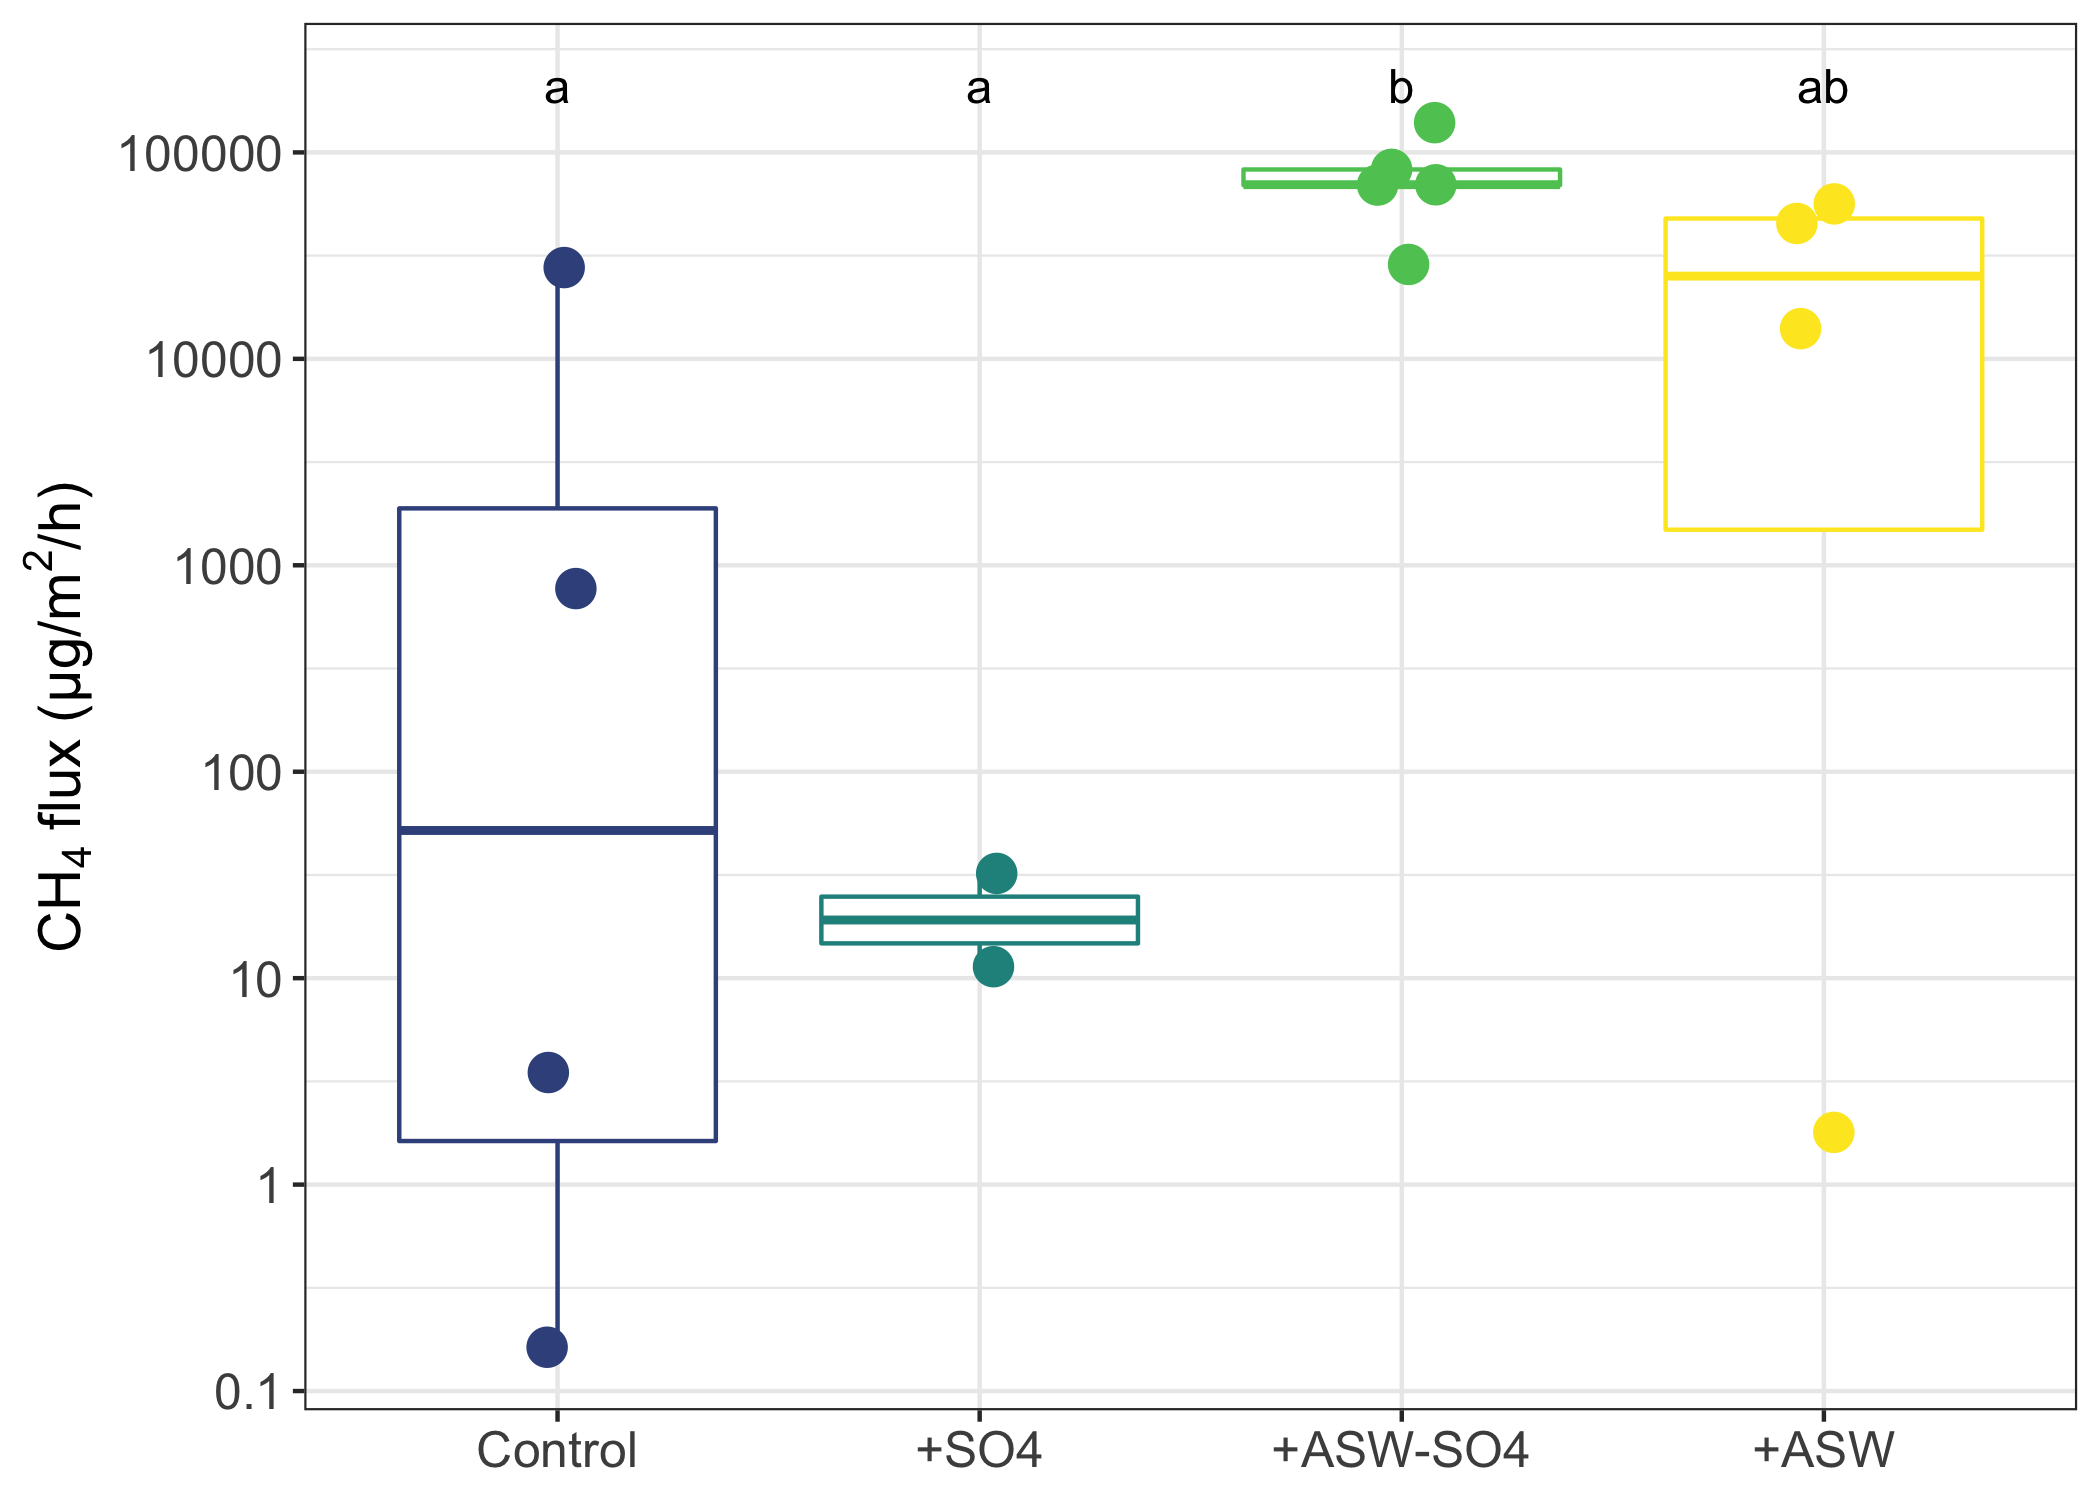 a a b ab
100000
10000
1000
100
10
1
0.1
CH₄ flux (µg/m²/h)
Control +SO4 +ASW-SO4 +ASW